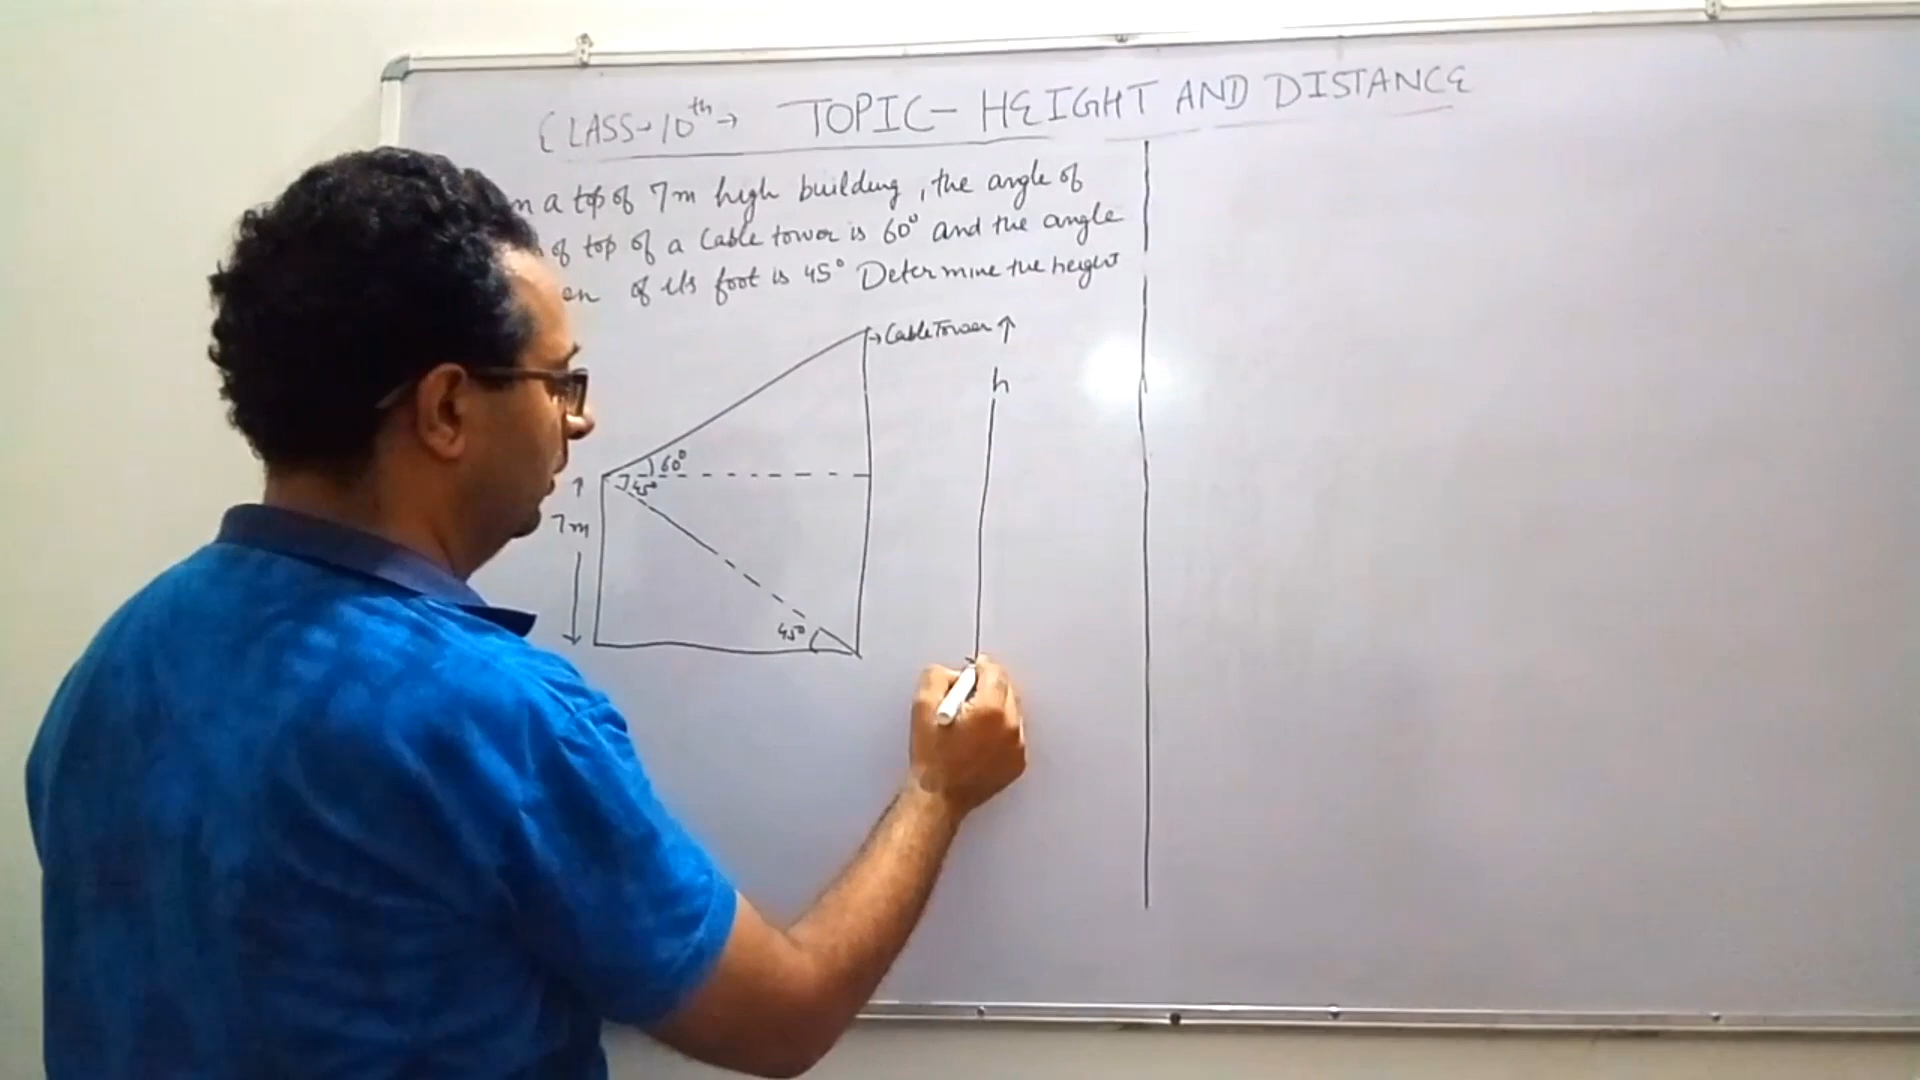 CLASS→10th→ TOPIC- HEIGHT AND DISTANCE
a top of 7m high building, the angle of
of top of a Cable tower is 60° and the angle
of its foot is 45° Determine the height
→Cable Tower ↑
h
60°
45°
7m
45°